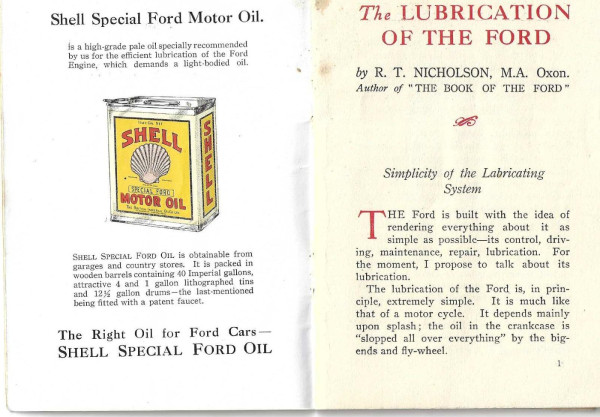 Shell Special Ford Motor Oil.
is a high-grade pale oil specially recommended
by us for the efficient lubrication of the Ford
Engine, which demands a light-bodied oil.
SHELL
SPECIAL FORD
MOTOR OIL
SHELL
SHELL SPECIAL FORD OIL is obtainable from
garages and country stores. It is packed in
wooden barrels containing 40 Imperial gallons,
attractive 4 and 1 gallon lithographed tins
and 12½ gallon drums—the last-mentioned
being fitted with a patent faucet.
The Right Oil for Ford Cars—
SHELL SPECIAL FORD OIL
The LUBRICATION
OF THE FORD
by R. T. NICHOLSON, M.A. Oxon.
Author of "THE BOOK OF THE FORD"
Simplicity of the Labricating
System
THE Ford is built with the idea of
rendering everything about it as
simple as possible—its control, driv-
ing, maintenance, repair, lubrication. For
the moment, I propose to talk about its
lubrication.
The lubrication of the Ford is, in prin-
ciple, extremely simple. It is much like
that of a motor cycle. It depends mainly
upon splash; the oil in the crankcase is
"slopped all over everything" by the big-
ends and fly-wheel.
1